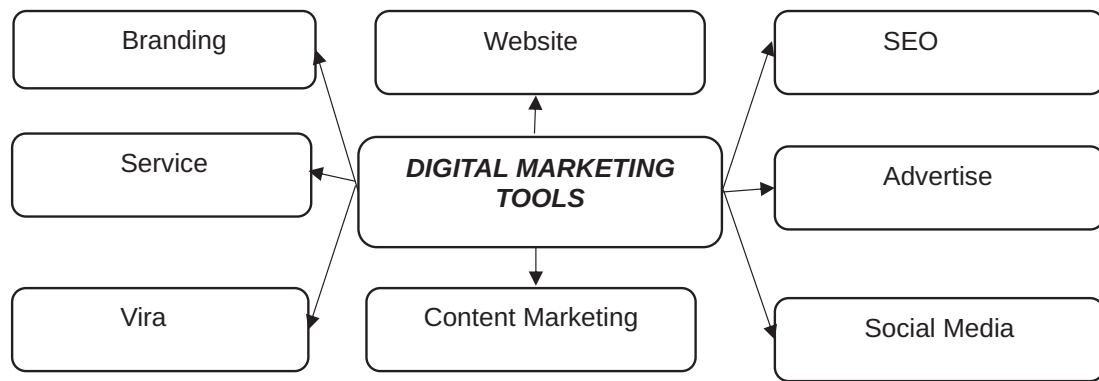 Branding
Website
SEO
Service
DIGITAL MARKETING
TOOLS
Advertise
Vira
Content Marketing
Social Media